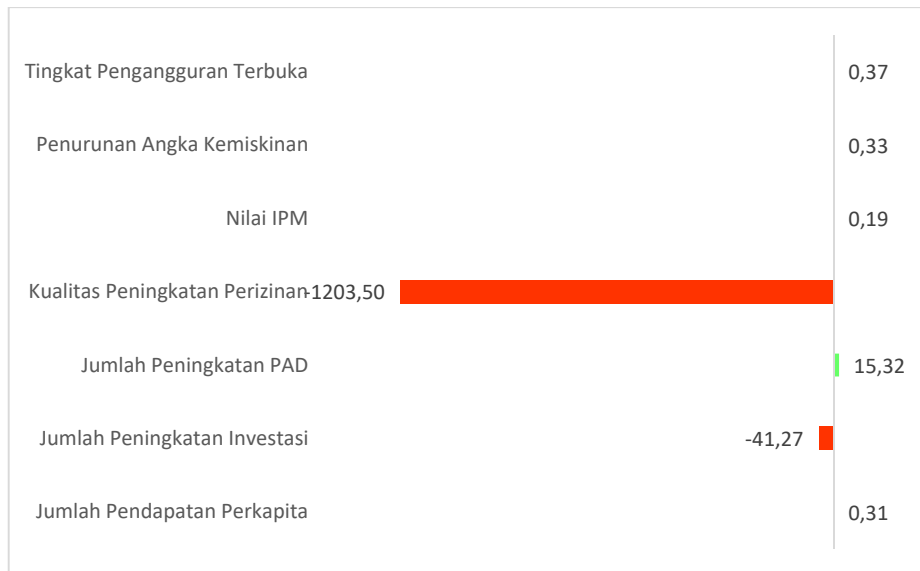 Tingkat Pengangguran Terbuka 0,37
Penurunan Angka Kemiskinan 0,33
Nilai IPM 0,19
Kualitas Peningkatan Perizinan -1203,50
Jumlah Peningkatan PAD 15,32
Jumlah Peningkatan Investasi -41,27
Jumlah Pendapatan Perkapita 0,31